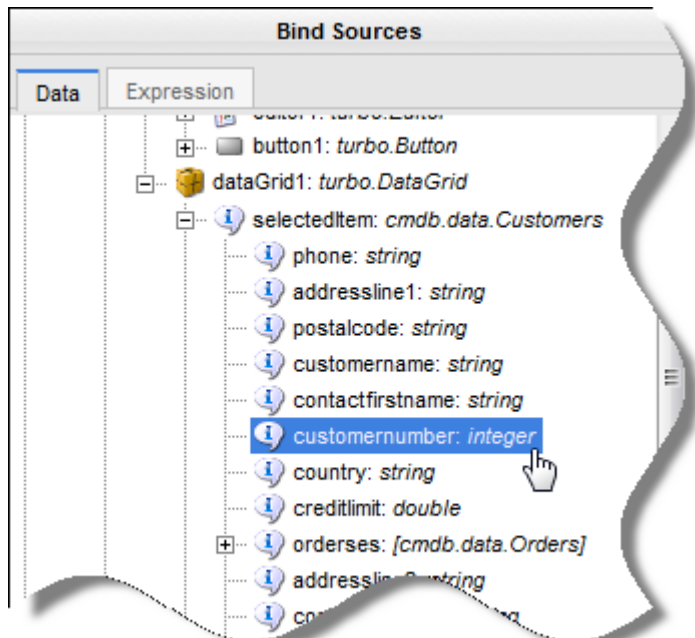 Bind Sources
Data
Expression
button1: turbo.Button
dataGrid1: turbo.DataGrid
selectedItem: cmdb.data.Customers
phone: string
addressline1: string
postalcode: string
customername: string
contactfirstname: string
customernumber: integer
country: string
creditlimit: double
orderses: [cmdb.data.Orders]
string